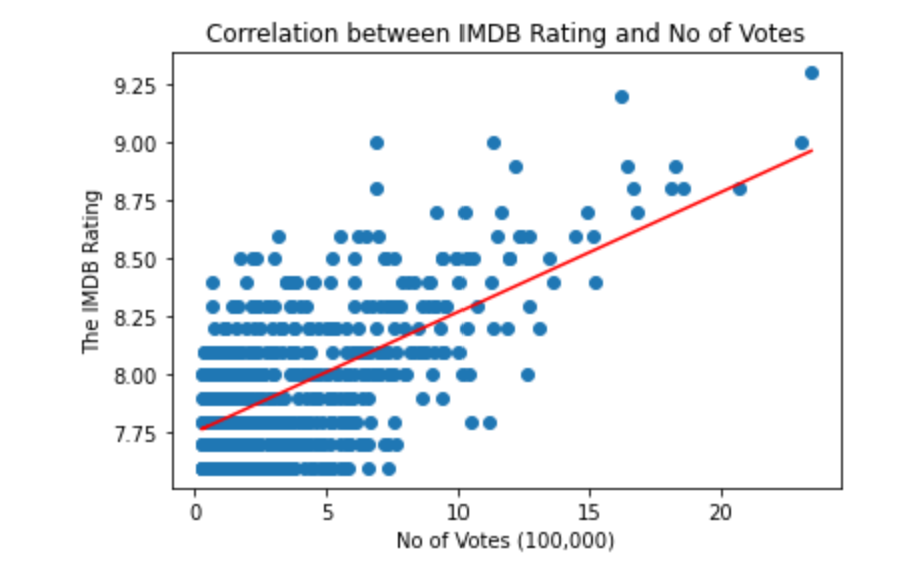 Correlation between IMDB Rating and No of Votes
9.25
9.00
8.75
8.50
8.25
8.00
7.75
The IMDB Rating
0 5 10 15 20
No of Votes (100,000)